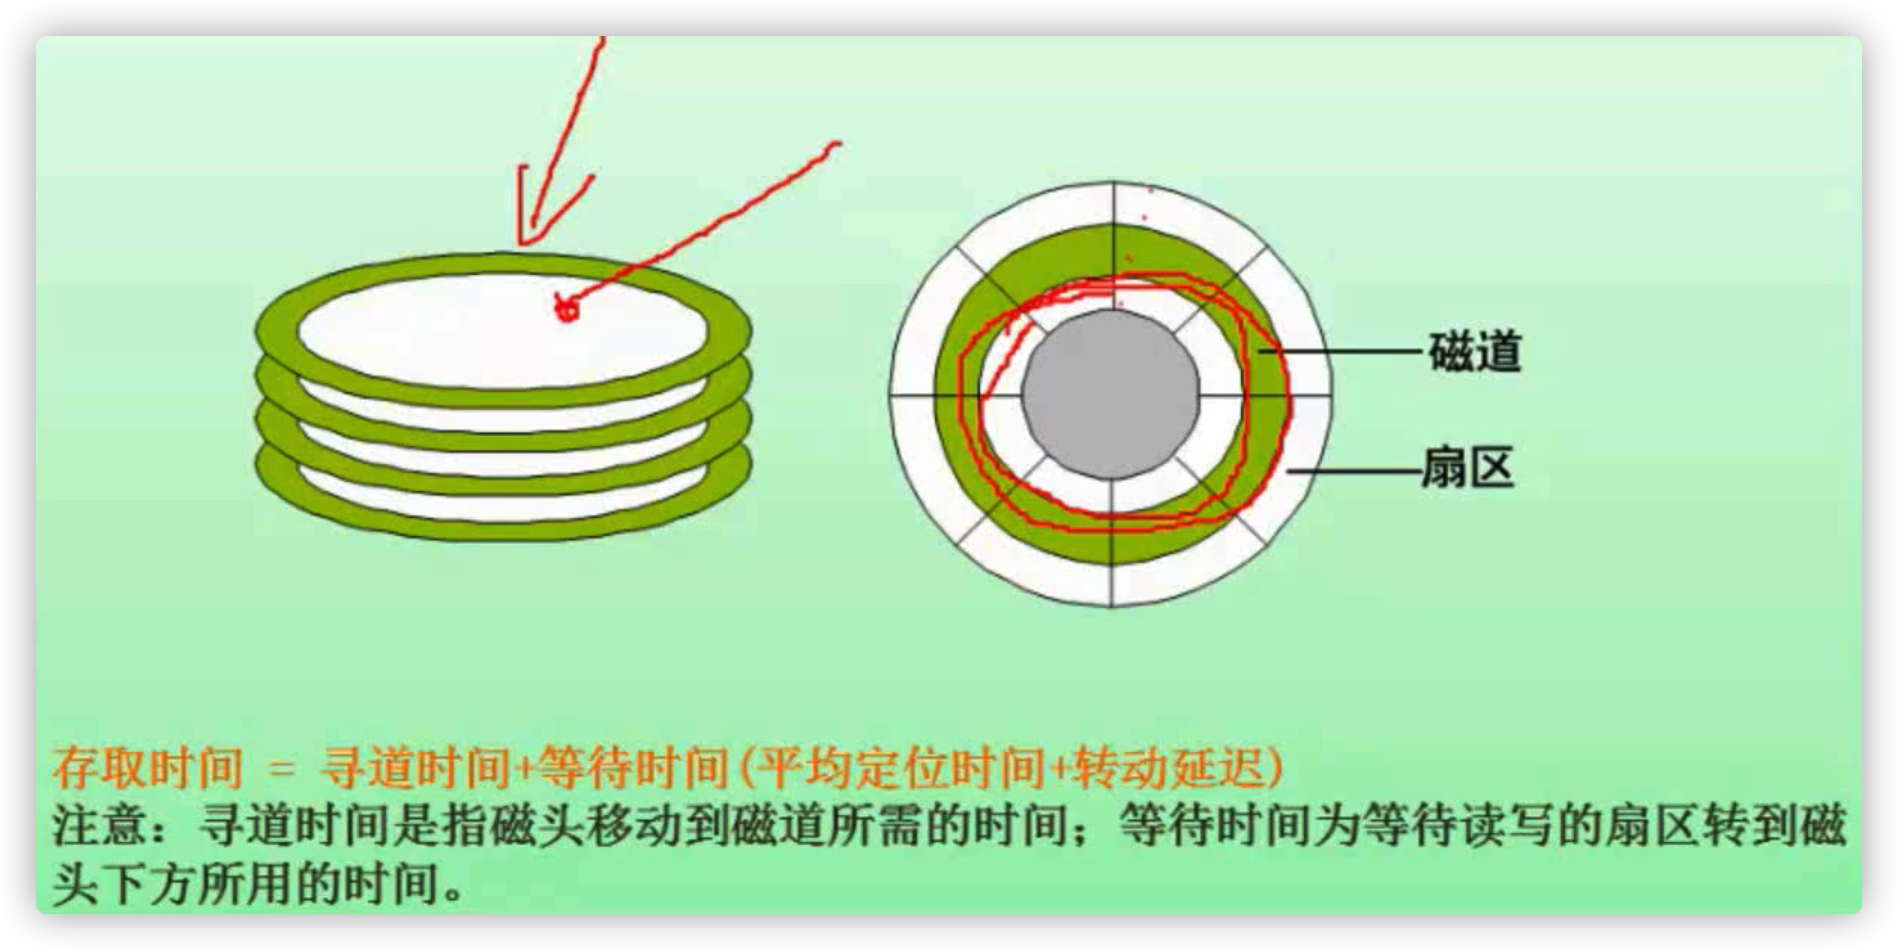 磁道
扇区
存取时间 = 寻道时间+等待时间(平均定位时间+转动延迟)
注意：寻道时间是指磁头移动到磁道所需的时间；等待时间为等待读写的扇区转到磁
头下方所用的时间。